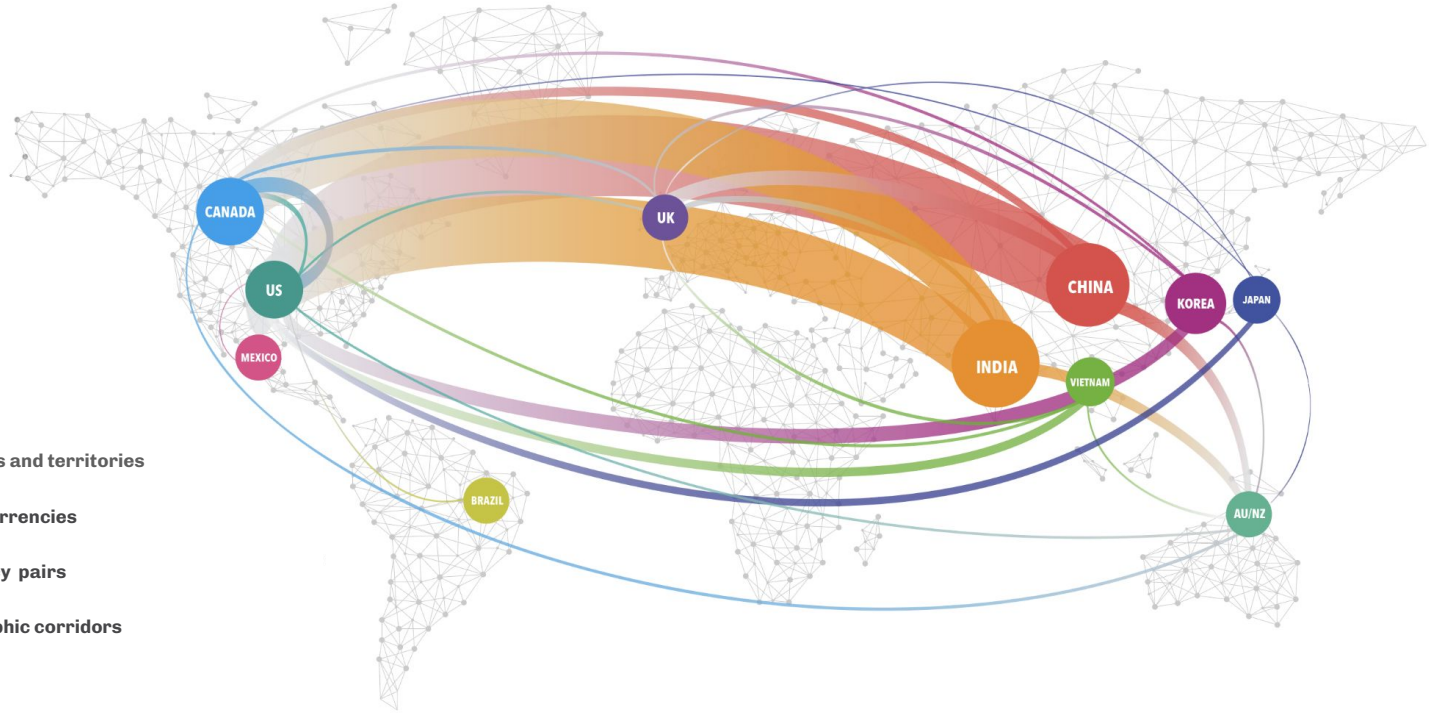 CANADA
UK
US
CHINA
KOREA
JAPAN
MEXICO
INDIA
VIETNAM
s and territories
BRAZIL
AU/NZ
rrencies
y pairs
phic corridors